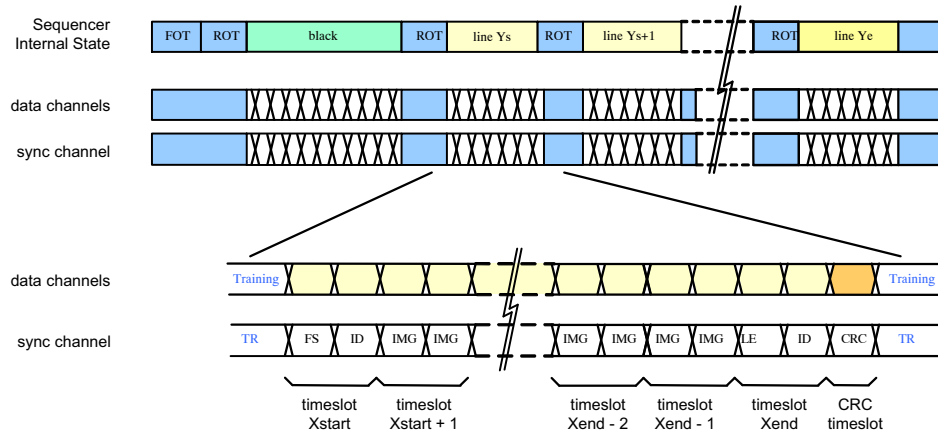 Sequencer
Internal State
FOT ROT black ROT line Ys ROT line Ys+1 ROT line Ye
data channels
sync channel
data channels Training Training
sync channel TR FS ID IMG IMG IMG IMG IMG IMG LE ID CRC TR
timeslot timeslot timeslot timeslot timeslot CRC
Xstart Xstart + 1 Xend - 2 Xend - 1 Xend timeslot